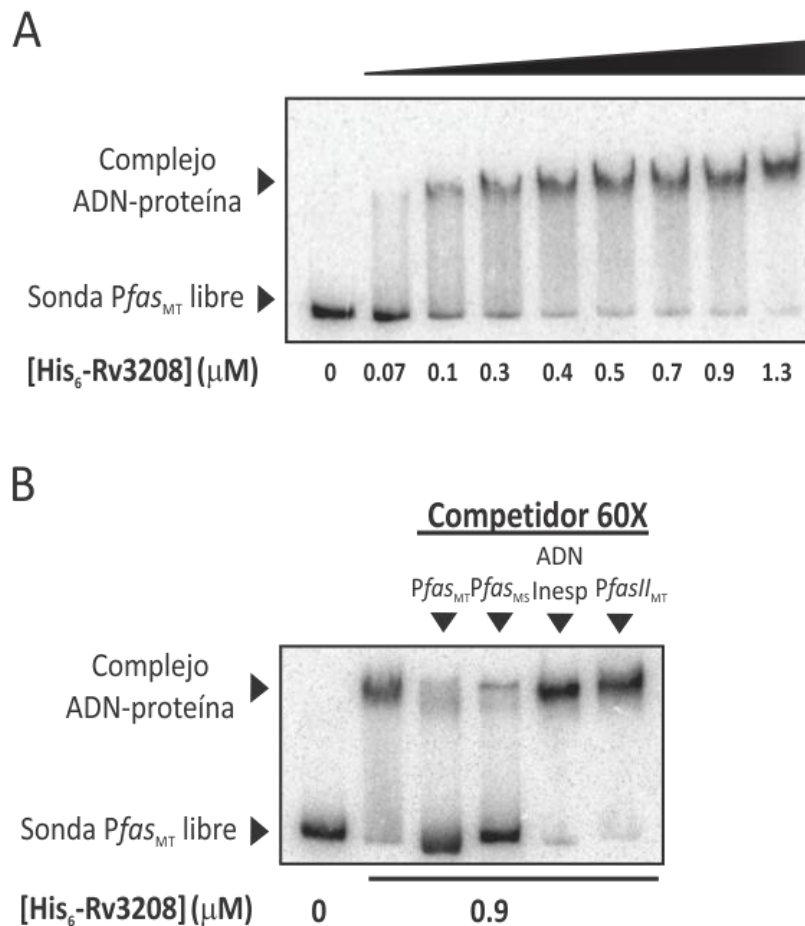 A
Complejo
ADN-proteína
Sonda PfasMT libre
[His6-Rv3208] (μM) 0 0.07 0.1 0.3 0.4 0.5 0.7 0.9 1.3
B
Competidor 60X
PfasMT PfasMS ADN Inesp PfasIIMT
Complejo
ADN-proteína
Sonda PfasMT libre
[His6-Rv3208] (μM) 0 0.9